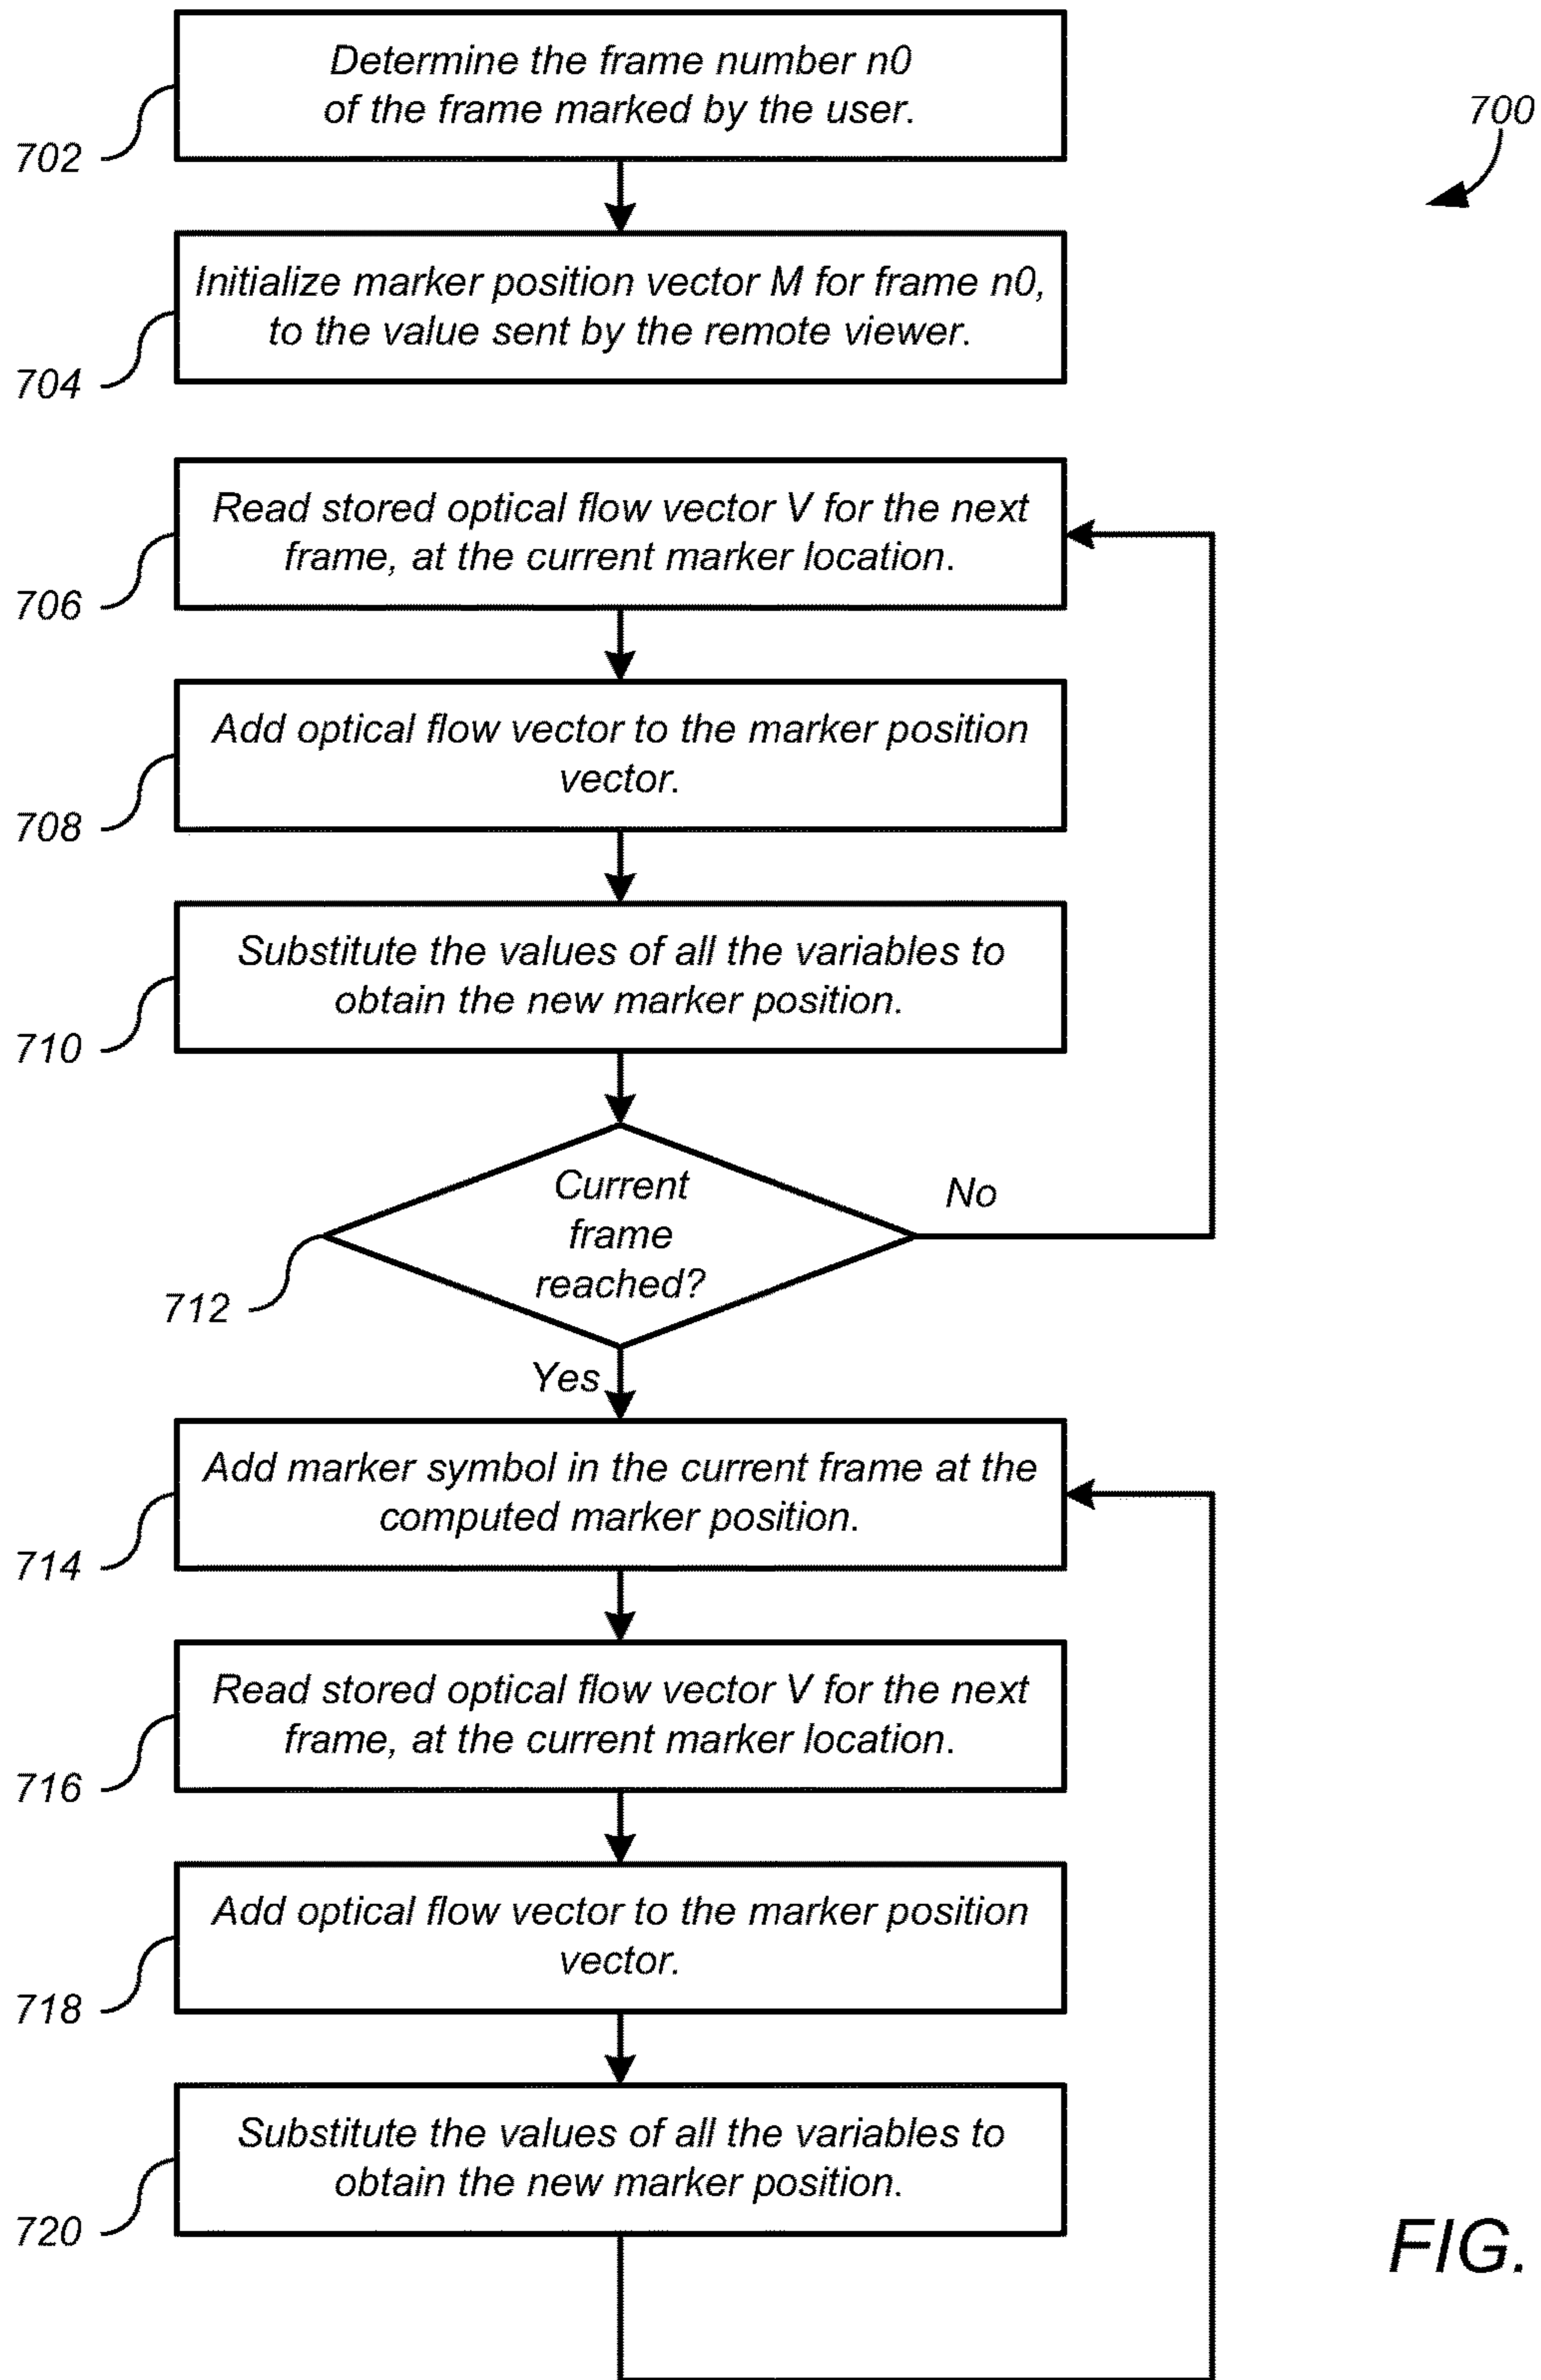 Determine the frame number n0
of the frame marked by the user.
702
700
Initialize marker position vector M for frame n0,
to the value sent by the remote viewer.
704
Read stored optical flow vector V for the next
frame, at the current marker location.
706
Add optical flow vector to the marker position
vector.
708
Substitute the values of all the variables to
obtain the new marker position.
710
Current
frame
reached?
No
712
Yes
Add marker symbol in the current frame at the
computed marker position.
714
Read stored optical flow vector V for the next
frame, at the current marker location.
716
Add optical flow vector to the marker position
vector.
718
Substitute the values of all the variables to
obtain the new marker position.
720
FIG.